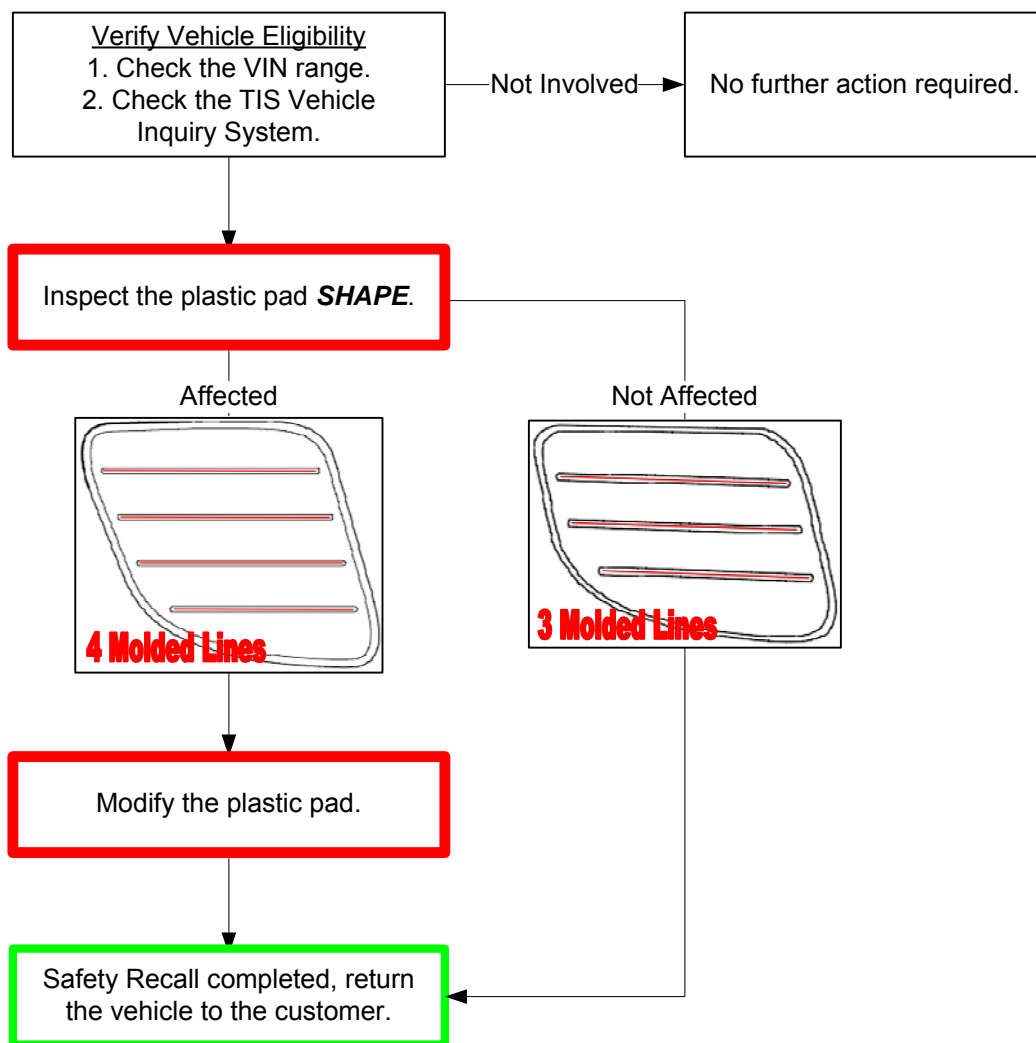 Verify Vehicle Eligibility
1. Check the VIN range.
2. Check the TIS Vehicle
Inquiry System.
Not Involved
No further action required.
Inspect the plastic pad SHAPE.
Affected
Not Affected
4 Molded Lines
3 Molded Lines
Modify the plastic pad.
Safety Recall completed, return
the vehicle to the customer.